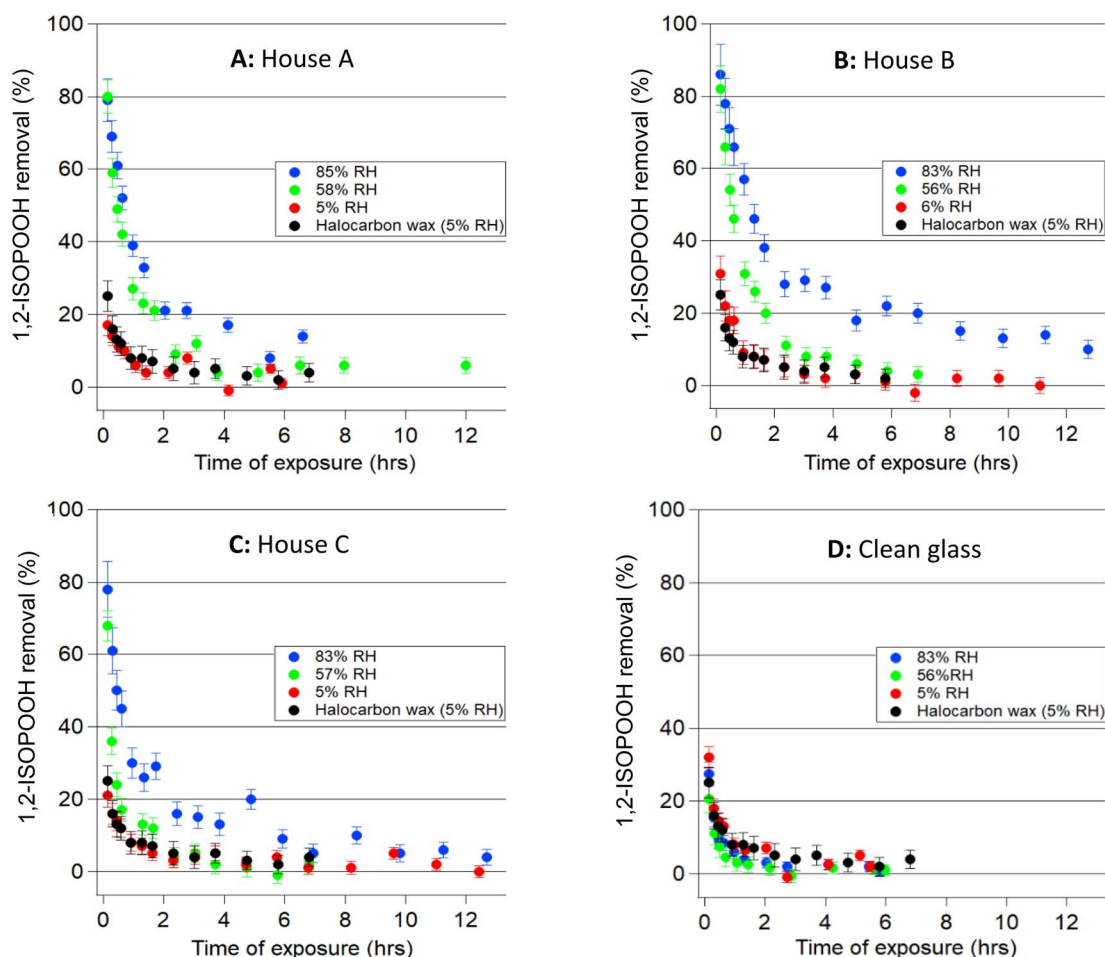 A: House A
1,2-ISOPOOH removal (%)
100
80
60
40
20
0
85% RH
58% RH
5% RH
Halocarbon wax (5% RH)
0 2 4 6 8 10 12
Time of exposure (hrs)
B: House B
1,2-ISOPOOH removal (%)
100
80
60
40
20
0
83% RH
56% RH
6% RH
Halocarbon wax (5% RH)
0 2 4 6 8 10 12
Time of exposure (hrs)
C: House C
1,2-ISOPOOH removal (%)
100
80
60
40
20
0
83% RH
57% RH
5% RH
Halocarbon wax (5% RH)
0 2 4 6 8 10 12
Time of exposure (hrs)
D: Clean glass
1,2-ISOPOOH removal (%)
100
80
60
40
20
0
83% RH
56%RH
5% RH
Halocarbon wax (5% RH)
0 2 4 6 8 10 12
Time of exposure (hrs)